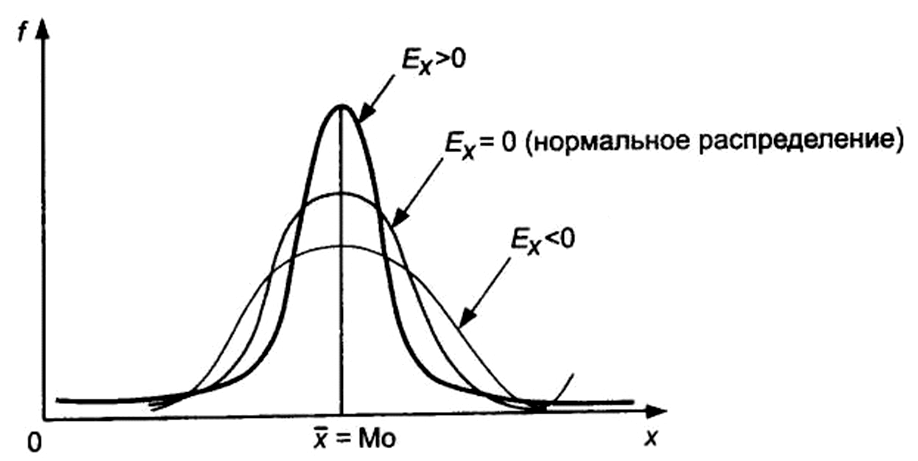 f
Eₓ>0
Eₓ= 0 (нормальное распределение)
Eₓ<0
0
x̄ = Mo
x